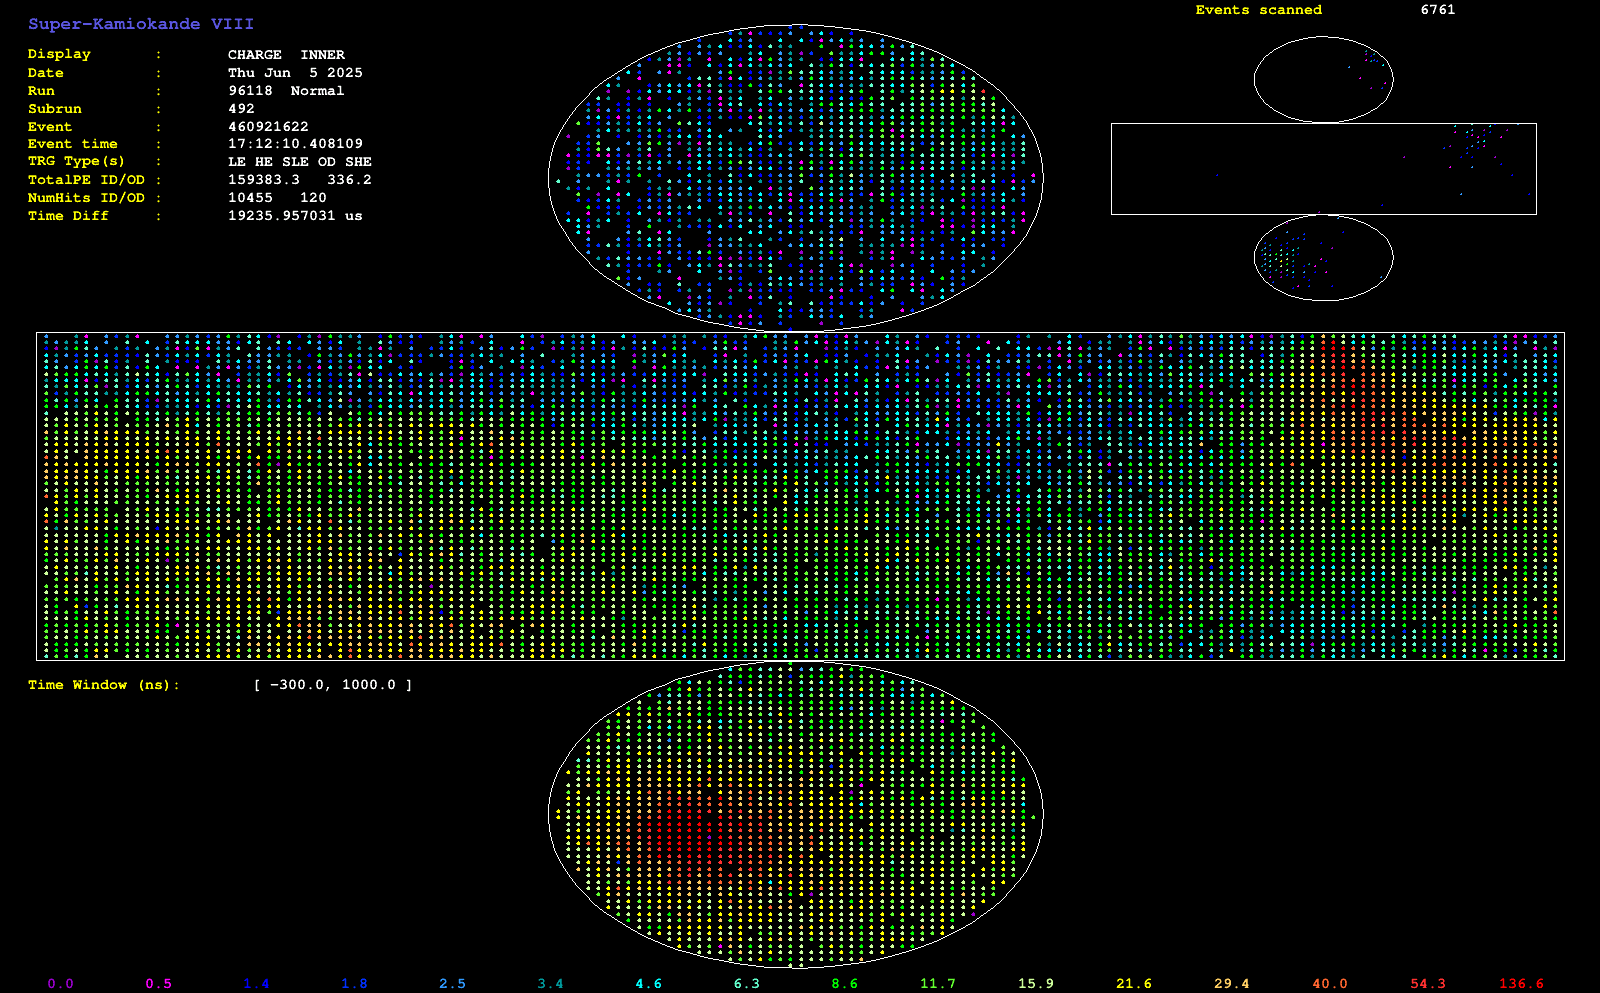 Super-Kamiokande VIII
Events scanned 6761
Display : CHARGE INNER
Date : Thu Jun 5 2025
Run : 96118 Normal
Subrun : 492
Event : 460921622
Event time : 17:12:10.408109
TRG Type(s) : LE HE SLE OD SHE
TotalPE ID/OD : 159383.3 336.2
NumHits ID/OD : 10455 120
Time Diff : 19235.957031 us
Time Window (ns): [ -300.0, 1000.0 ]
0.0 0.5 1.4 1.8 2.5 3.4 4.6 6.3 8.6 11.7 15.9 21.6 29.4 40.0 54.3 136.6